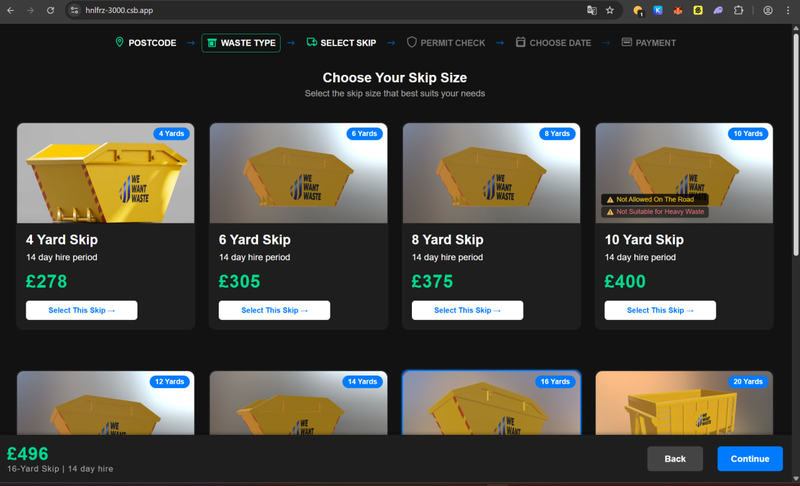 hnlfrz-3000.csb.app
POSTCODE → WASTE TYPE → SELECT SKIP → PERMIT CHECK → CHOOSE DATE → PAYMENT
Choose Your Skip Size
Select the skip size that best suits your needs
4 Yards
WE WANT WASTE
4 Yard Skip
14 day hire period
£278
Select This Skip →
6 Yards
WE WANT WASTE
6 Yard Skip
14 day hire period
£305
Select This Skip →
8 Yards
WE WANT WASTE
8 Yard Skip
14 day hire period
£375
Select This Skip →
10 Yards
WE WANT WASTE
Not Allowed On The Road
Not Suitable for Heavy Waste
10 Yard Skip
14 day hire period
£400
Select This Skip →
12 Yards
WE
WANT
14 Yards
WE
WANT
16 Yards
WE
WANT
20 Yards
WE
WANT
WASTE
£496
16-Yard Skip | 14 day hire
Back
Continue